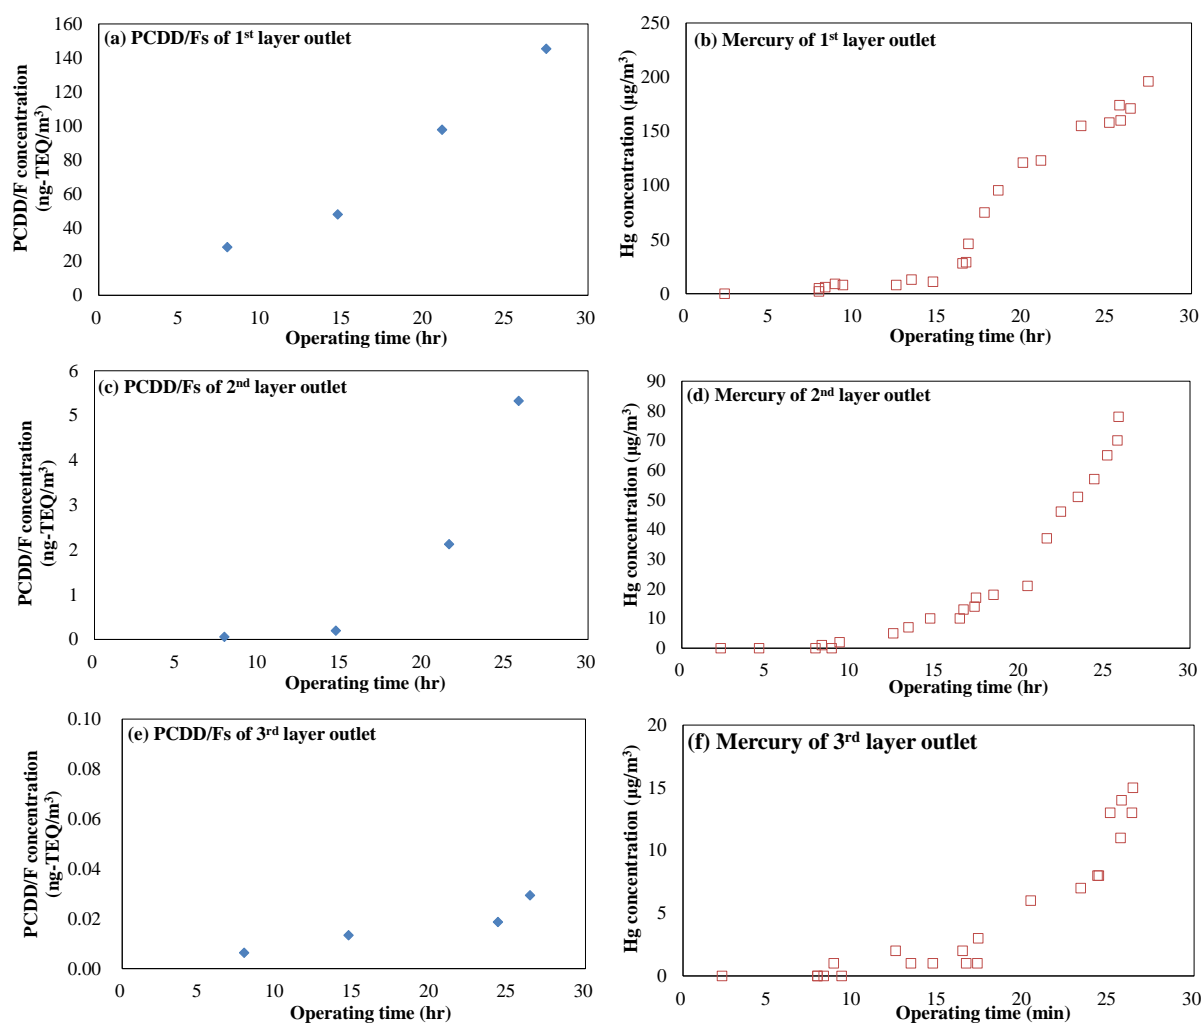 (a) PCDD/Fs of 1st layer outlet
PCDD/F concentration
(ng-TEQ/m³)
160
140
120
100
80
60
40
20
0
0 5 10 15 20 25 30
Operating time (hr)
(b) Mercury of 1st layer outlet
Hg concentration (µg/m³)
250
200
150
100
50
0
0 5 10 15 20 25 30
Operating time (hr)
(c) PCDD/Fs of 2nd layer outlet
PCDD/F concentration
(ng-TEQ/m³)
6
5
4
3
2
1
0
0 5 10 15 20 25 30
Operating time (hr)
(d) Mercury of 2nd layer outlet
Hg concentration (µg/m³)
90
80
70
60
50
40
30
20
10
0
0 5 10 15 20 25 30
Operating time (hr)
(e) PCDD/Fs of 3rd layer outlet
PCDD/F concentration
(ng-TEQ/m³)
0.10
0.08
0.06
0.04
0.02
0.00
0 5 10 15 20 25 30
Operating time (hr)
(f) Mercury of 3rd layer outlet
Hg concentration (µg/m³)
20
15
10
5
0
0 5 10 15 20 25 30
Operating time (min)